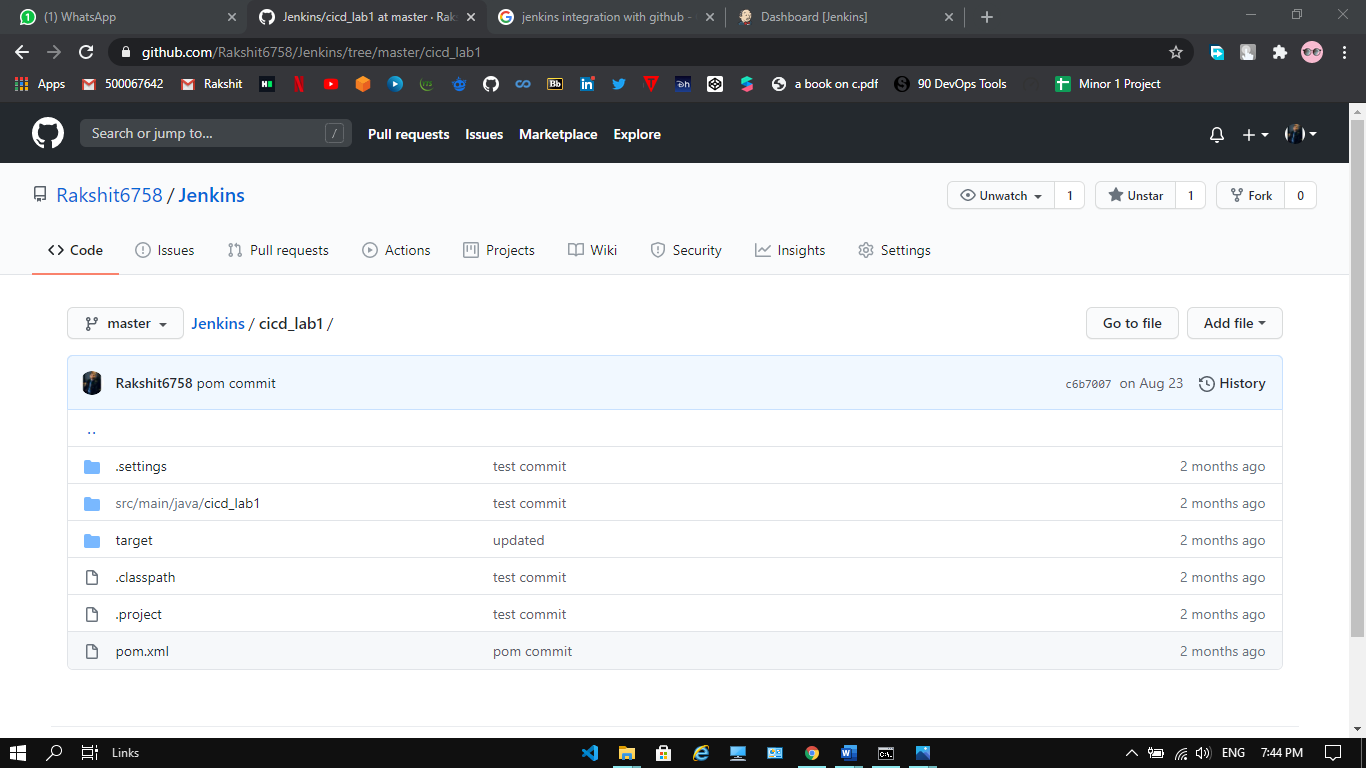 (1) WhatsApp
Jenkins/cicd_lab1 at master · Rak
jenkins integration with github -
Dashboard [Jenkins]
github.com/Rakshit6758/Jenkins/tree/master/cicd_lab1
Apps 500067642 Rakshit a book on c.pdf 90 DevOps Tools Minor 1 Project
Search or jump to... / Pull requests Issues Marketplace Explore
Rakshit6758 / Jenkins Unwatch 1 Unstar 1 Fork 0
Code Issues Pull requests Actions Projects Wiki Security Insights Settings
master Jenkins / cicd_lab1 / Go to file Add file
Rakshit6758 pom commit c6b7007 on Aug 23 History
..
.settings test commit 2 months ago
src/main/java/cicd_lab1 test commit 2 months ago
target updated 2 months ago
.classpath test commit 2 months ago
.project test commit 2 months ago
pom.xml pom commit 2 months ago
Links ENG 7:44 PM